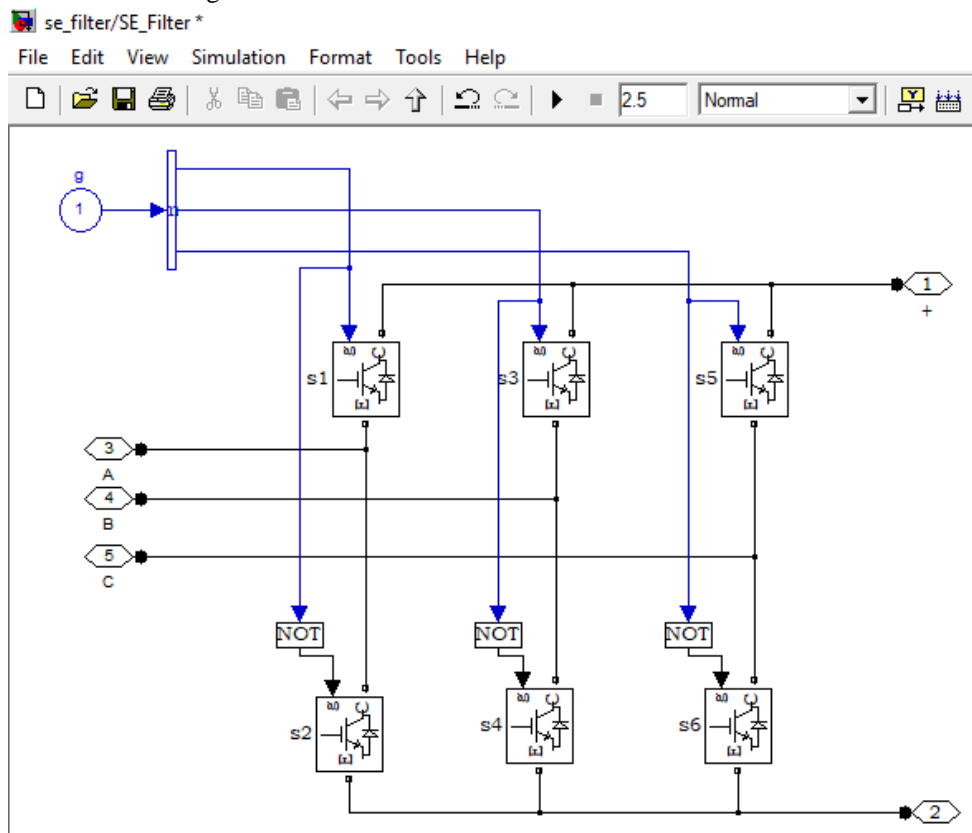 se_filter/SE_Filter *
File Edit View Simulation Format Tools Help
2.5 Normal
g
1
m
1
+
g C
E
s1
g C
E
s3
g C
E
s5
3
A
4
B
5
C
NOT NOT NOT
g C
E
s2
g C
E
s4
g C
E
s6
2